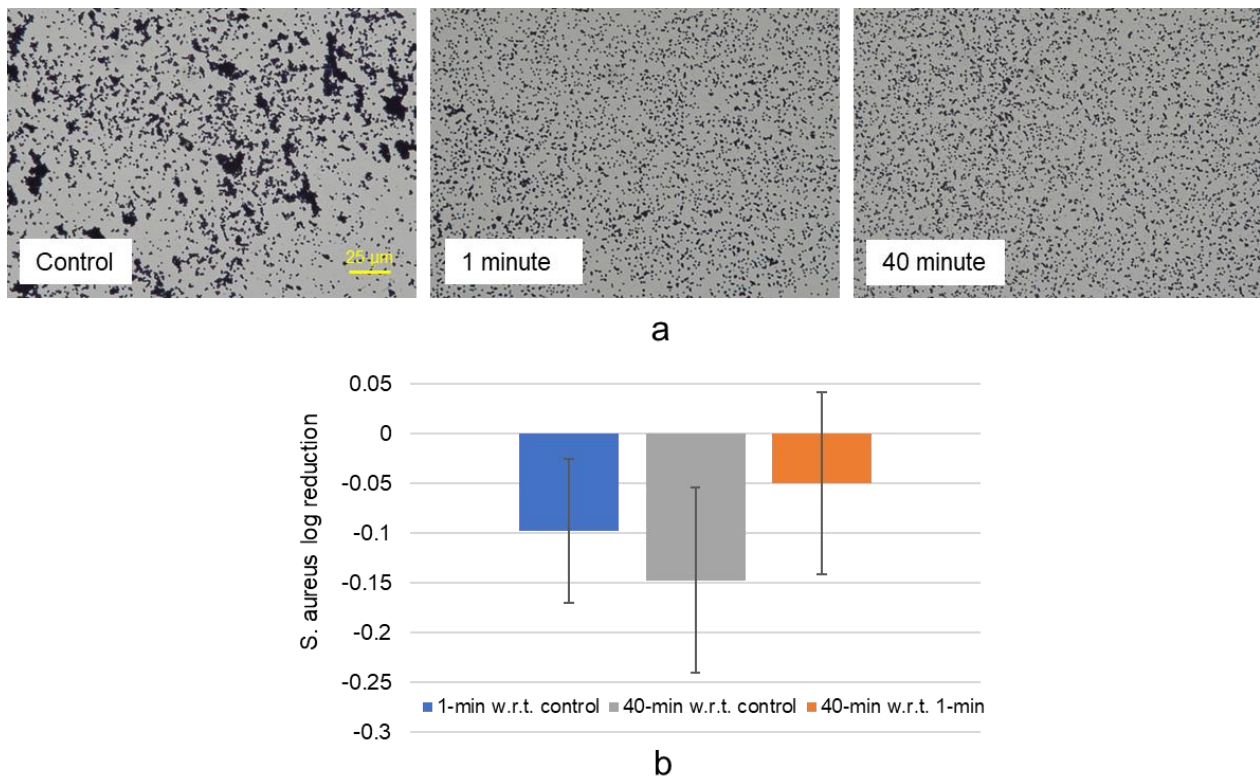 Control
25 µm
1 minute
40 minute
a
S. aureus log reduction
0.05
0
-0.05
-0.1
-0.15
-0.2
-0.25
-0.3
1-min w.r.t. control 40-min w.r.t. control 40-min w.r.t. 1-min
b